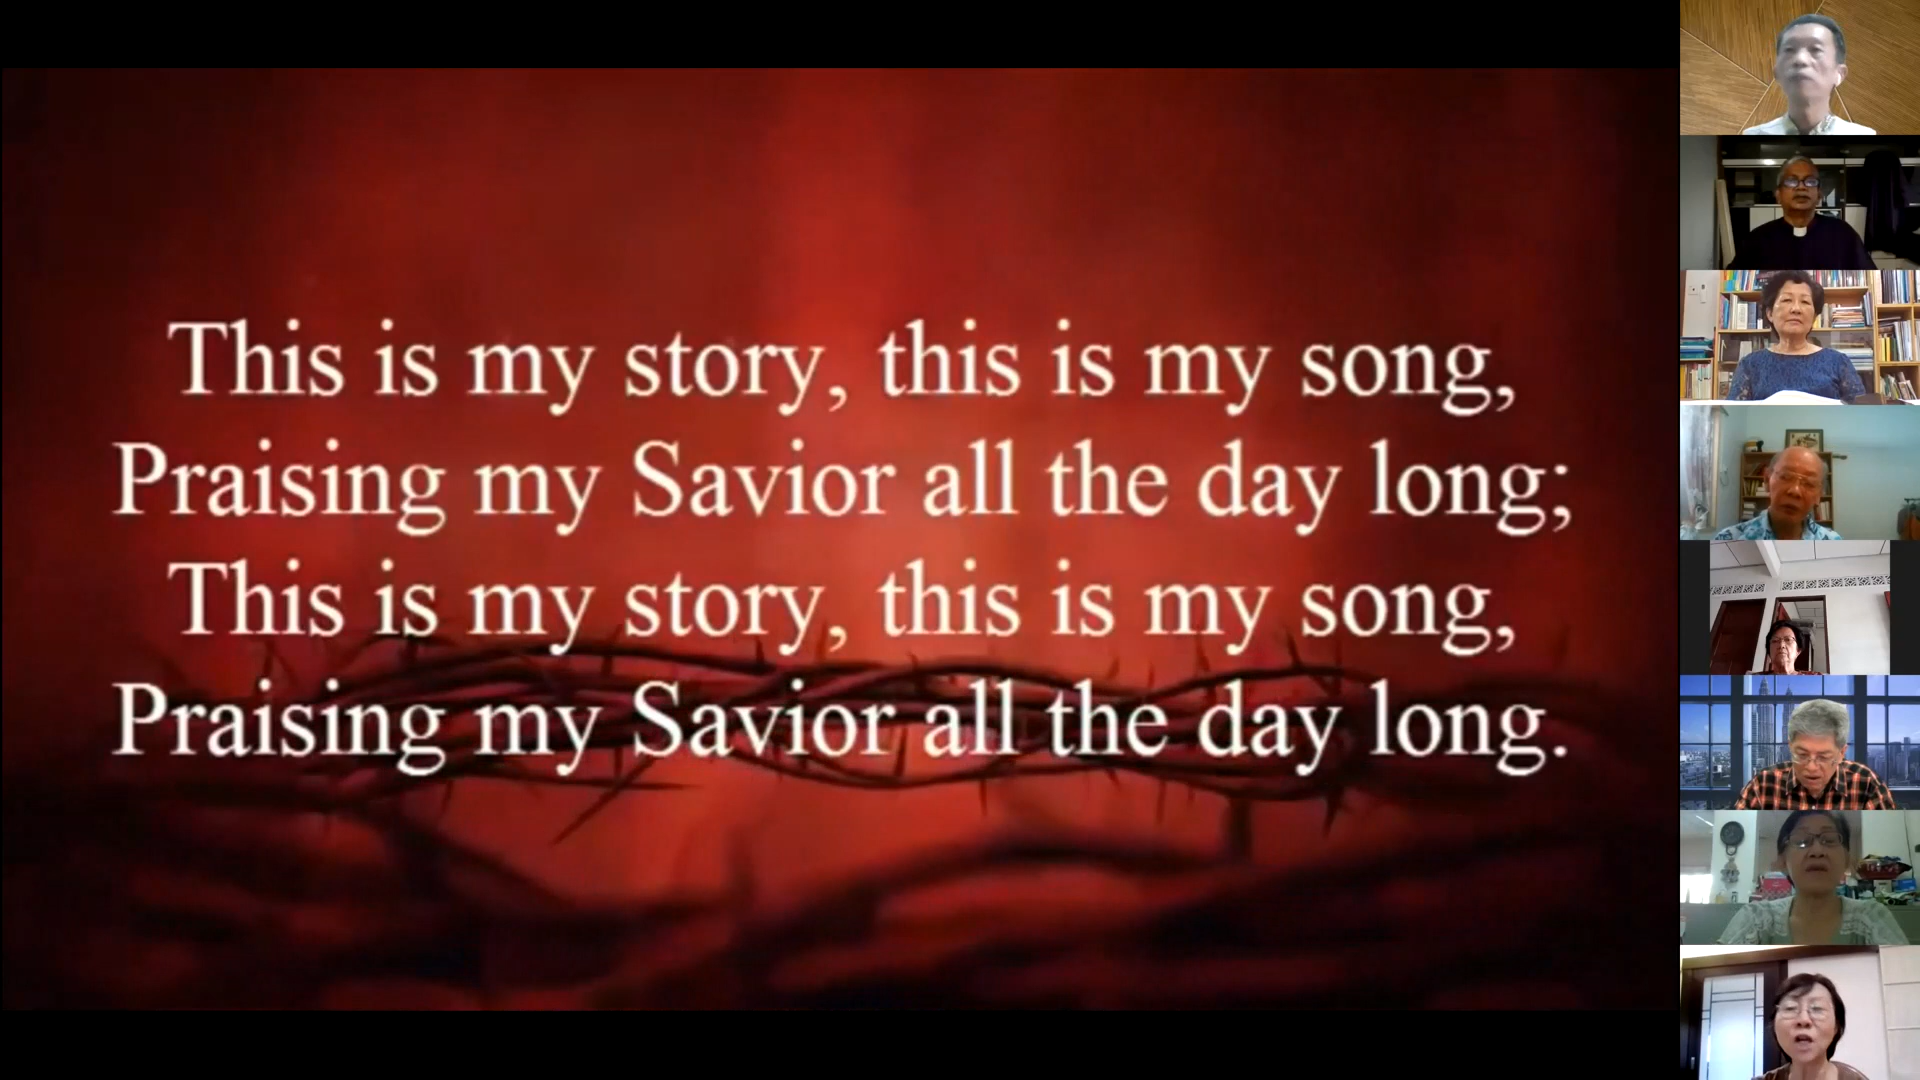 This is my story, this is my song,
Praising my Savior all the day long;
This is my story, this is my song,
Praising my Savior all the day long.